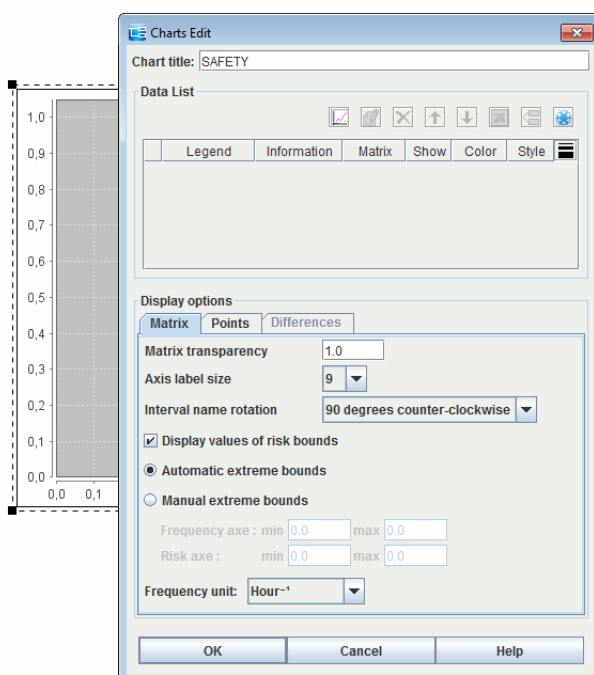 Charts Edit
Chart title: SAFETY
Data List
Legend Information Matrix Show Color Style
Display options
Matrix Points Differences
Matrix transparency 1.0
Axis label size 9
Interval name rotation 90 degrees counter-clockwise
Display values of risk bounds
Automatic extreme bounds
Manual extreme bounds
Frequency axe : min 0.0 max 0.0
Risk axe : min 0.0 max 0.0
Frequency unit: Hour⁻¹
OK Cancel Help
1,0
0,9
0,8
0,7
0,6
0,5
0,4
0,3
0,2
0,1
0,0
0,0 0,1